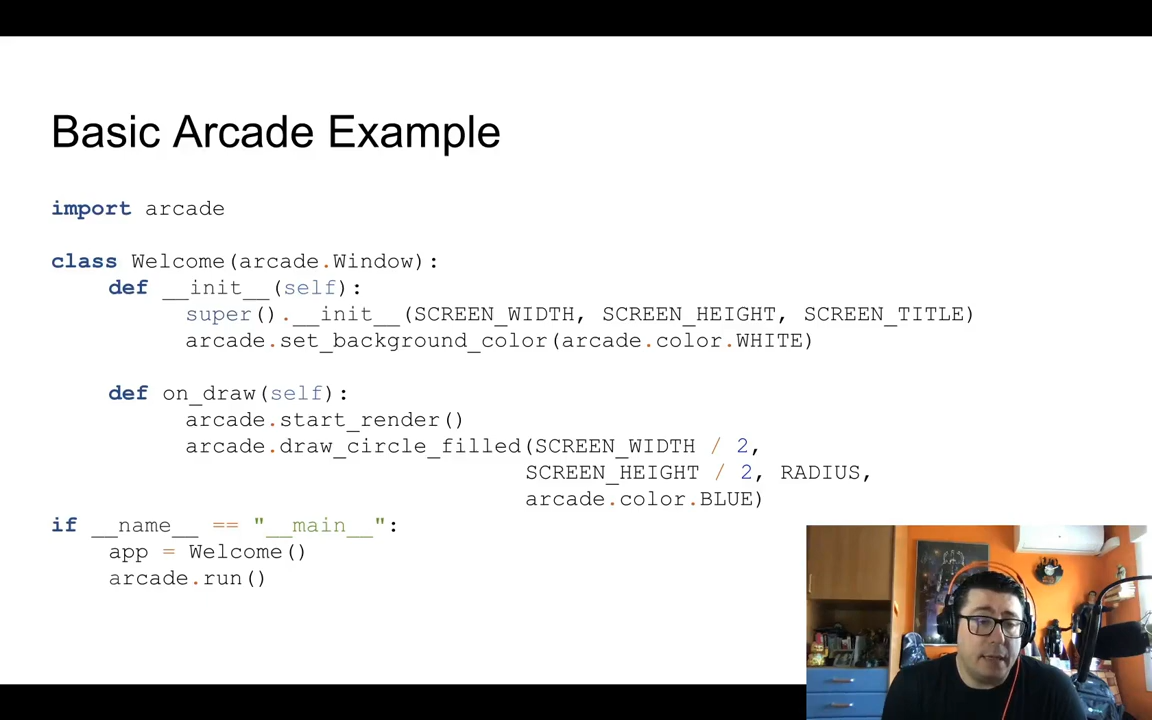 Basic Arcade Example
import arcade
class Welcome(arcade.Window):
def __init__(self):
super().__init__(SCREEN_WIDTH, SCREEN_HEIGHT, SCREEN_TITLE)
arcade.set_background_color(arcade.color.WHITE)
def on_draw(self):
arcade.start_render()
arcade.draw_circle_filled(SCREEN_WIDTH / 2,
SCREEN_HEIGHT / 2, RADIUS,
arcade.color.BLUE)
if __name__ == "__main__":
app = Welcome()
arcade.run()